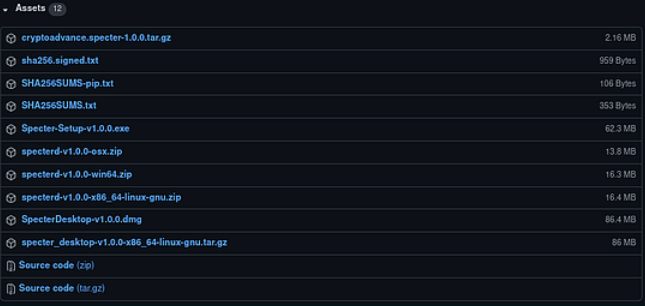 Assets 12
cryptoadvance.specter-1.0.0.tar.gz 2.16 MB
sha256.signed.txt 959 Bytes
SHA256SUMS-pip.txt 106 Bytes
SHA256SUMS.txt 353 Bytes
Specter-Setup-v1.0.0.exe 62.3 MB
specterd-v1.0.0-osx.zip 13.8 MB
specterd-v1.0.0-win64.zip 16.3 MB
specterd-v1.0.0-x86_64-linux-gnu.zip 16.4 MB
SpecterDesktop-v1.0.0.dmg 86.4 MB
specter_desktop-v1.0.0-x86_64-linux-gnu.tar.gz 86 MB
Source code (zip)
Source code (tar.gz)